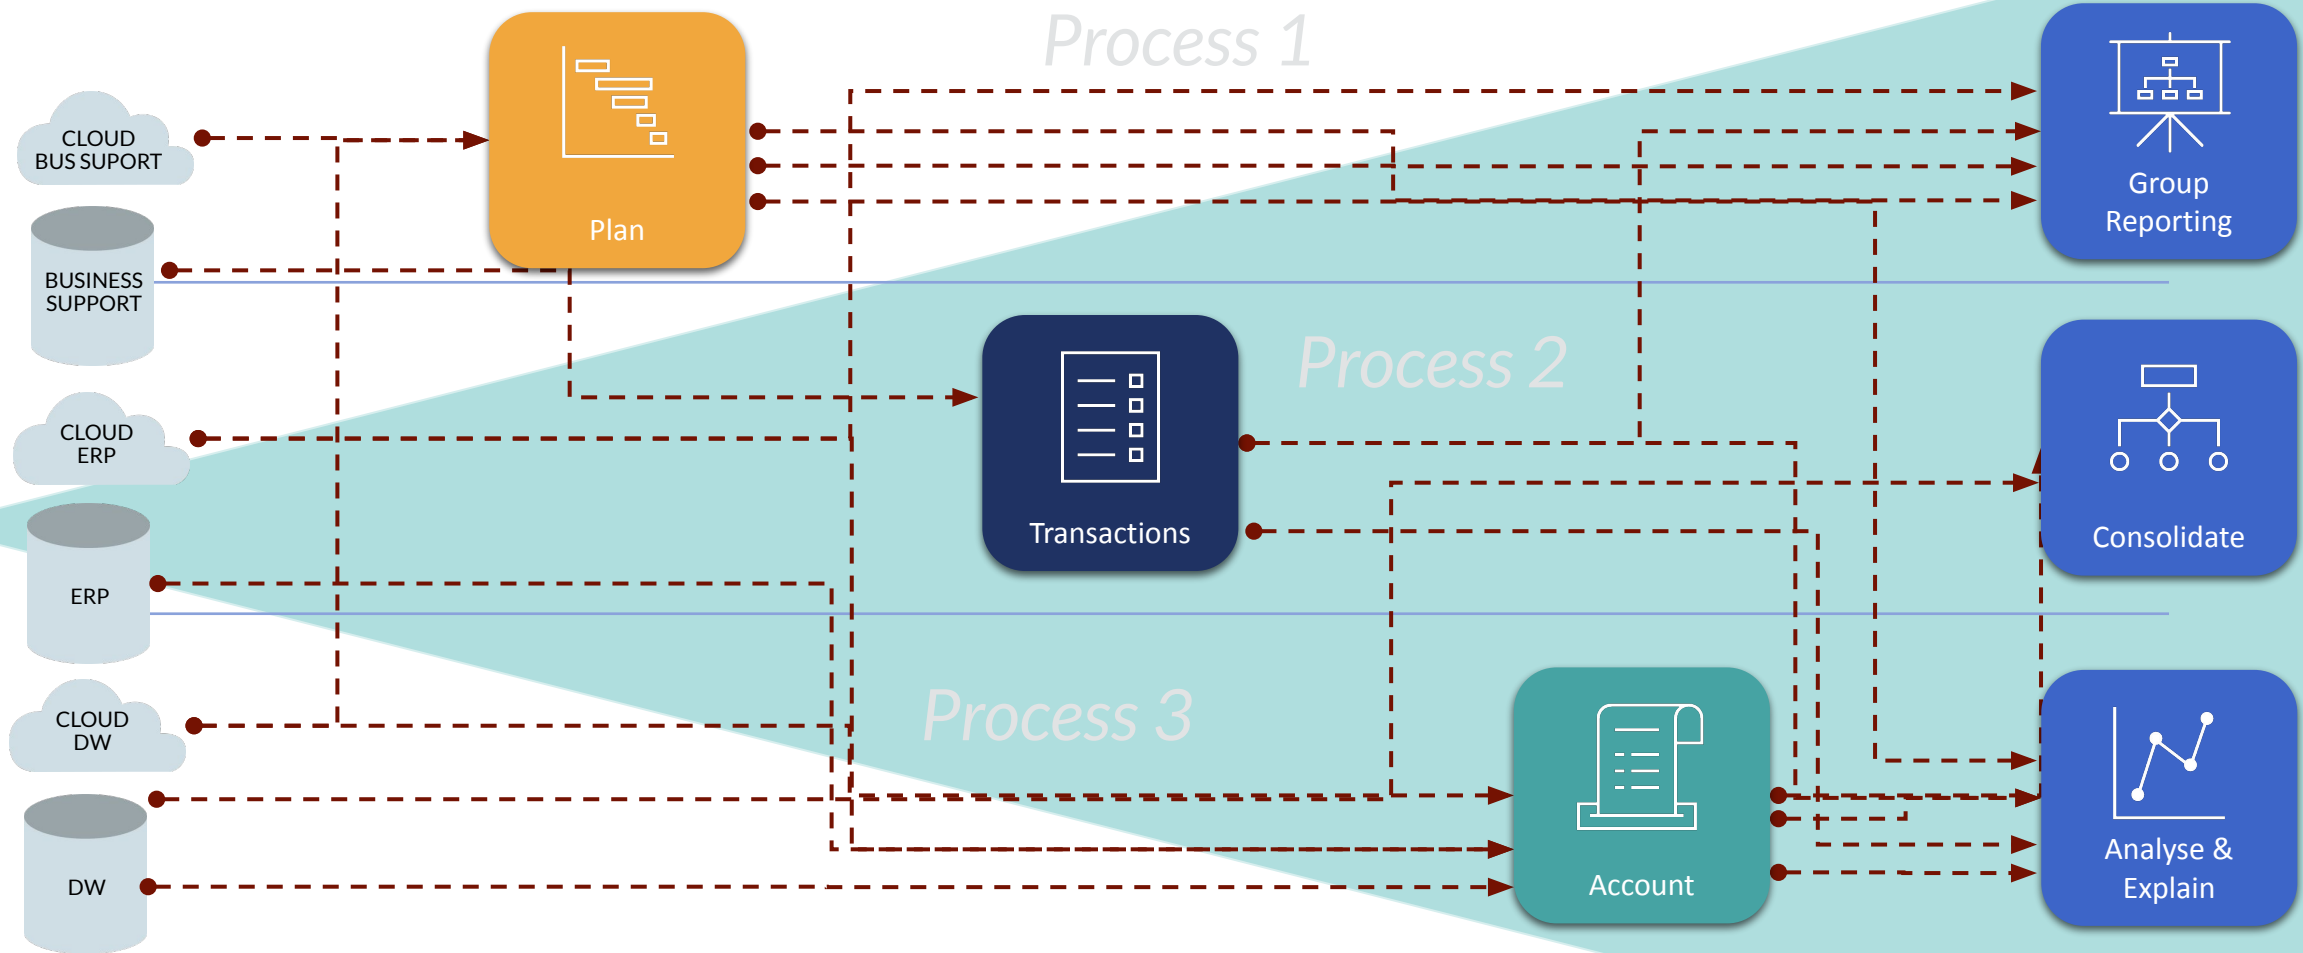 Process 1
CLOUD
BUS SUPORT
Plan
Group
Reporting
BUSINESS
SUPPORT
Process 2
CLOUD
ERP
Transactions
Consolidate
ERP
Process 3
CLOUD
DW
DW
Account
Analyse &
Explain